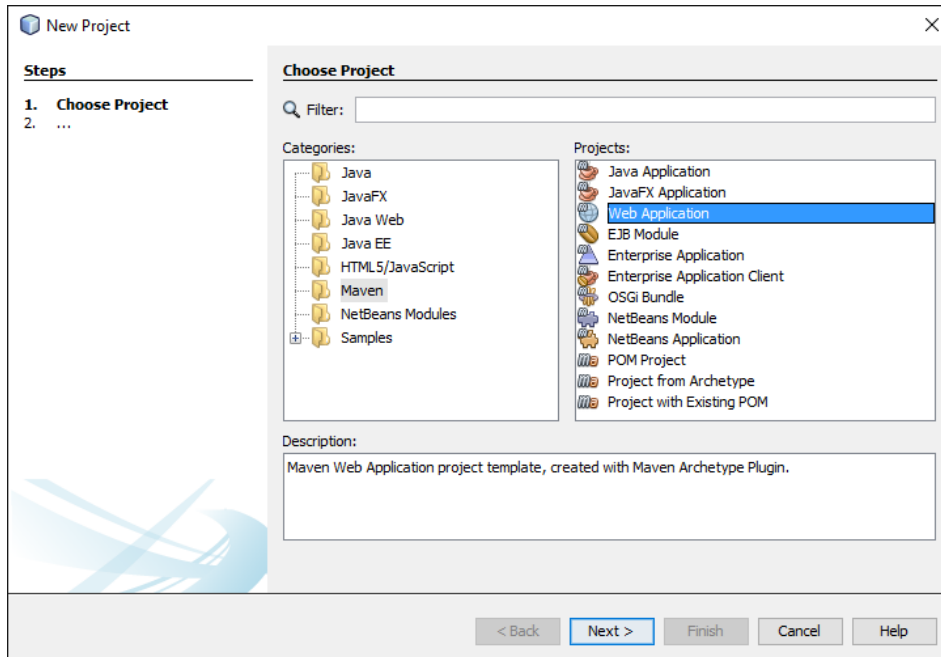 New Project
Steps
1. Choose Project
2. ...
Choose Project
Filter:
Categories:
Java
JavaFX
Java Web
Java EE
HTML5/JavaScript
Maven
NetBeans Modules
Samples
Projects:
Java Application
JavaFX Application
Web Application
EJB Module
Enterprise Application
Enterprise Application Client
OSGi Bundle
NetBeans Module
NetBeans Application
POM Project
Project from Archetype
Project with Existing POM
Description:
Maven Web Application project template, created with Maven Archetype Plugin.
< Back Next > Finish Cancel Help